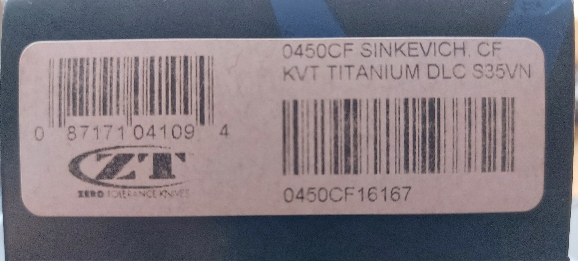 0450CF SINKEVICH. CF
KVT TITANIUM DLC S35VN
0 87171 04109 4
ZT
ZERO TOLERANCE KNIVES
0450CF16167